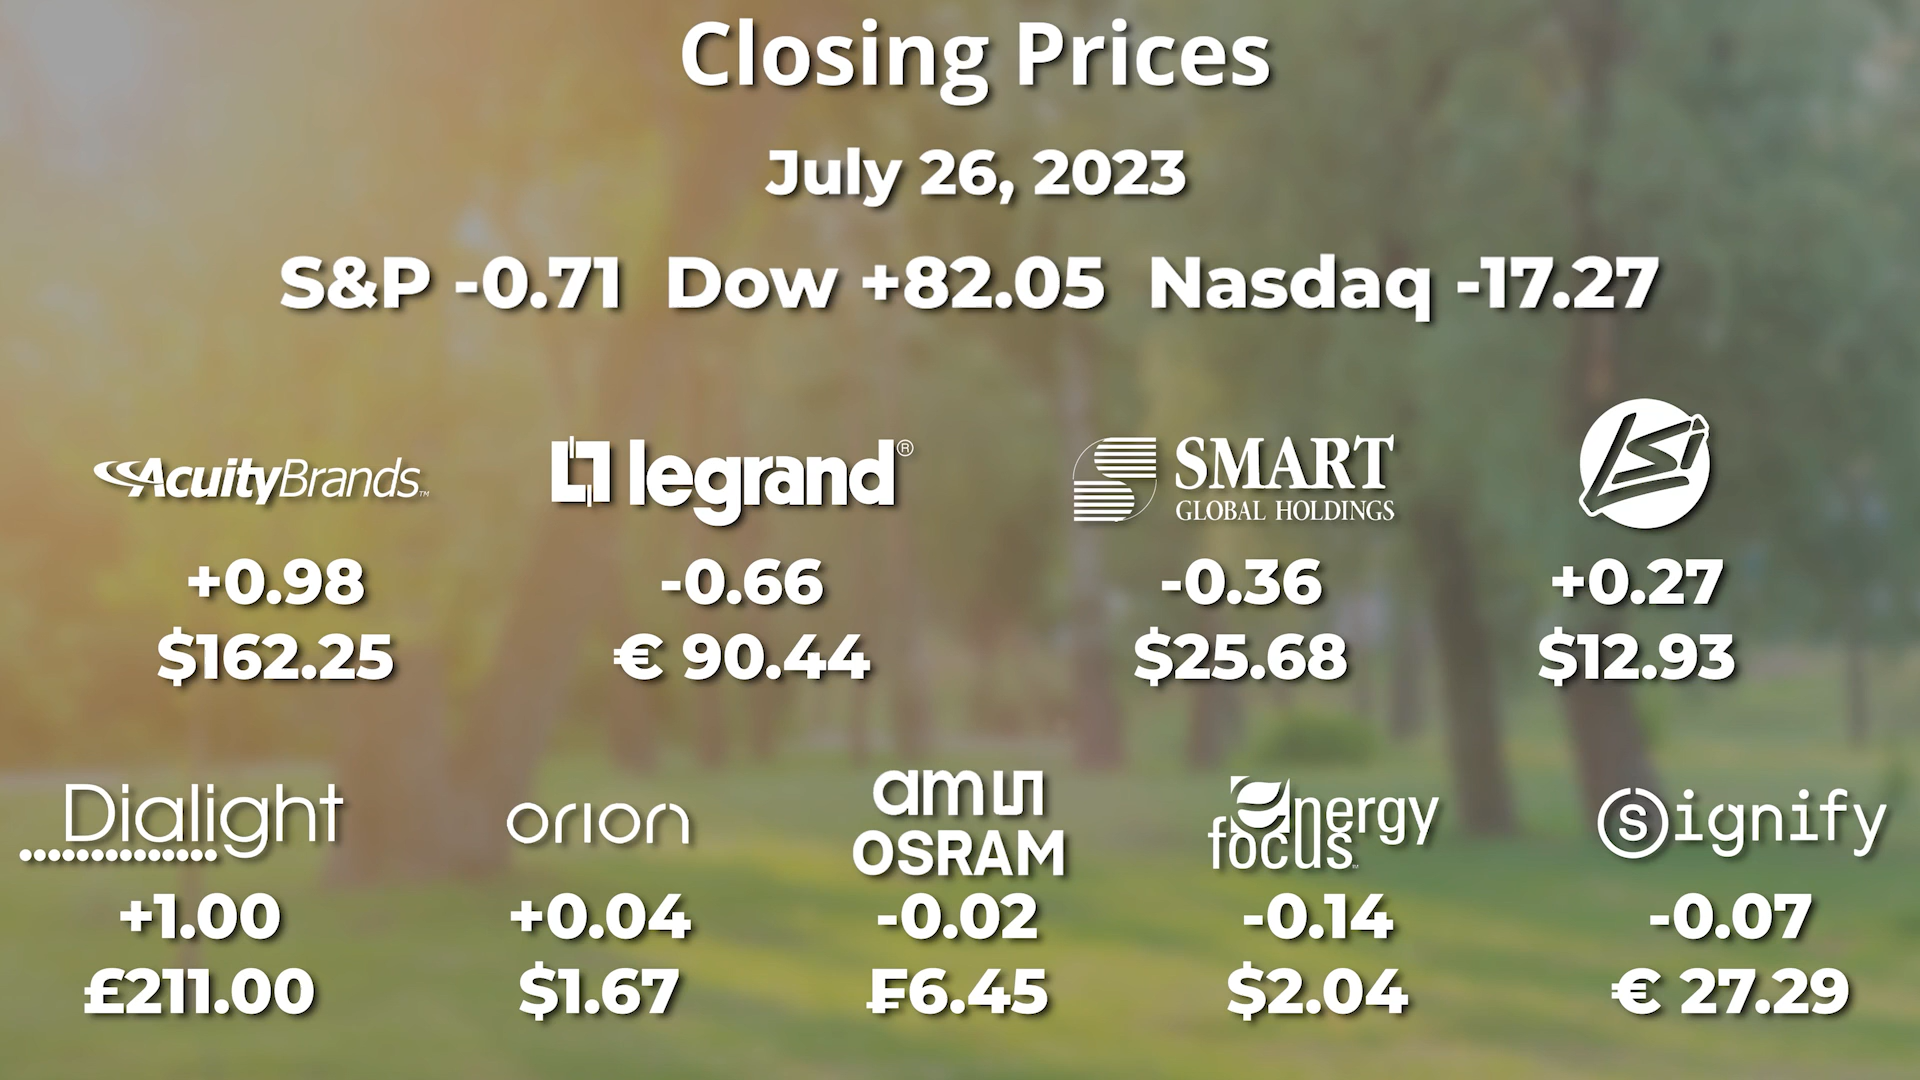 Closing Prices
July 26, 2023
S&P -0.71 Dow +82.05 Nasdaq -17.27
AcuityBrands™
legrand®
SMART
GLOBAL HOLDINGS
LSI
+0.98
-0.66
-0.36
+0.27
$162.25
€ 90.44
$25.68
$12.93
Dialight
orion
amu
OSRAM
energy
focus
Signify
+1.00
+0.04
-0.02
-0.14
-0.07
£211.00
$1.67
₣6.45
$2.04
€ 27.29